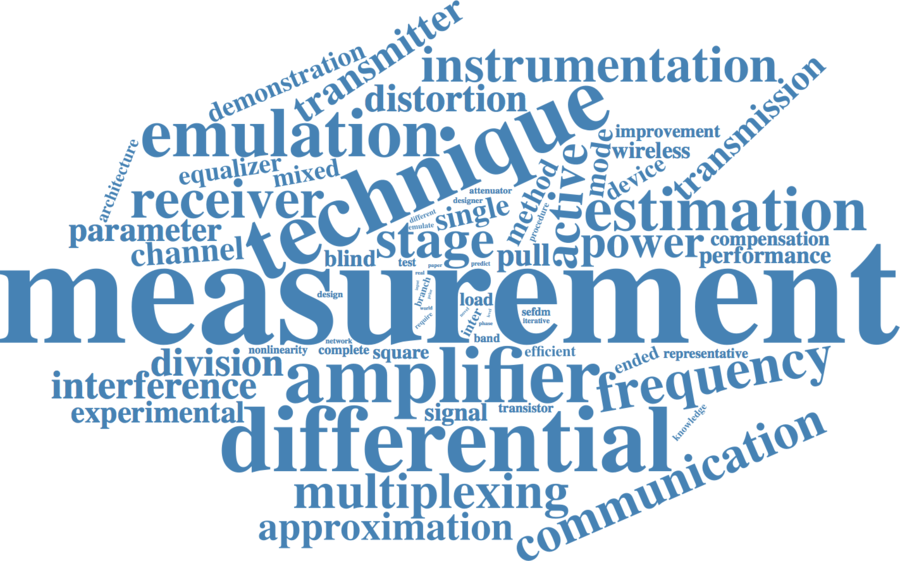 transmitter
demonstration
instrumentation
distortion
transmission
emulation
technique
improvement
mode
wireless
architecture
equalizer
mixed
device
method
active
attenuator
designer
procedure
receiver
single
different
emulate
estimation
parameter
channel
stage
blind
pull
power
compensation
performance
test
paper
predict
measurement
design
branch
load
inter
require
world
phase
sefdm
iterative
band
network
nonlinearity
complete
square
efficient
ended
representative
division
amplifier
frequency
interference
experimental
signal
transistor
knowledge
differential
communication
multiplexing
approximation